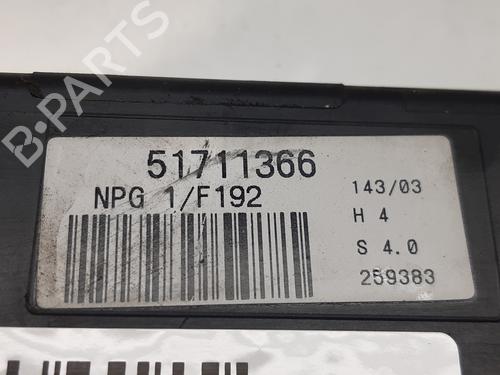 51711366
NPG 1/F192
143/03
H 4
S 4.0
259383
B-PARTS